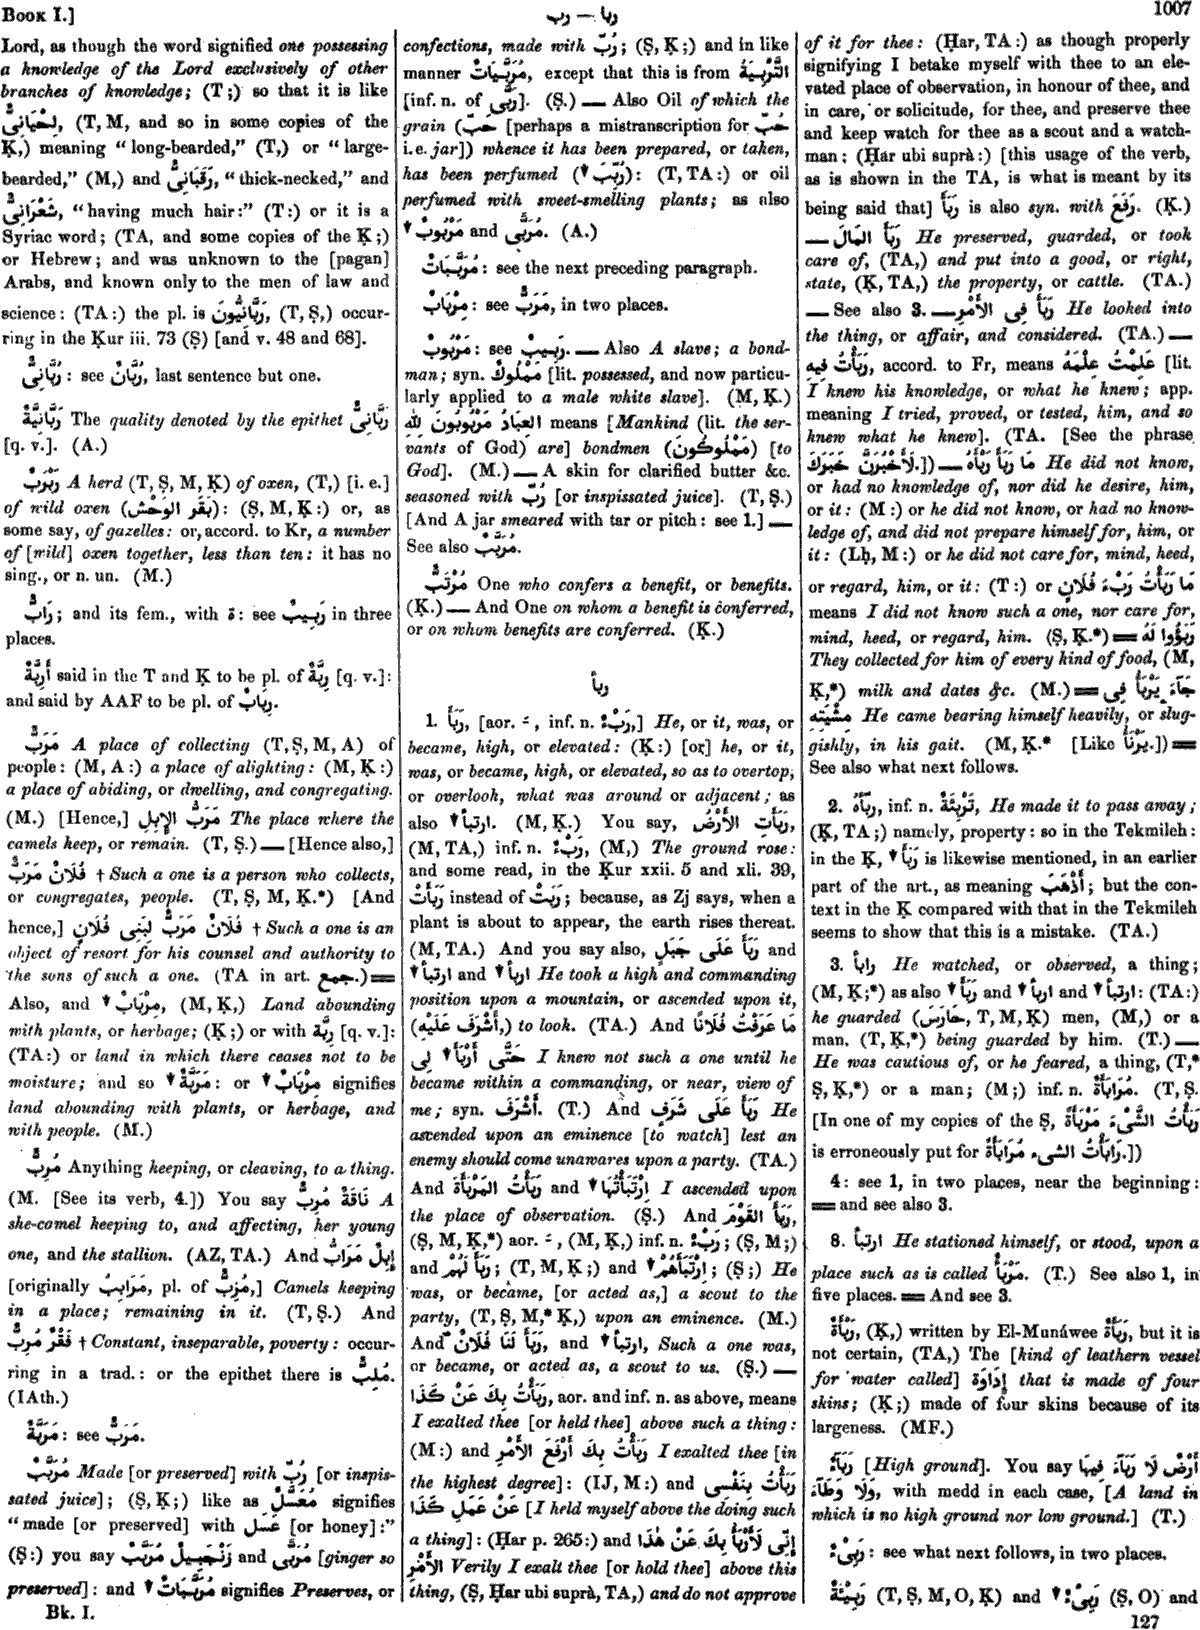 Book I.]
ربأ — رب
1007
Lord, as though the word signified one possessing
a knowledge of the Lord exclusively of other
branches of knowledge; (T;) so that it is like
لِحْيَانِىٌّ, (T, M, and so in some copies of the
Ḳ,) meaning "long-bearded," (T,) or "large-
bearded," (M,) and رَقَبَانِىٌّ, "thick-necked," and
شَعْرَانِىٌّ, "having much hair:" (T:) or it is a
Syriac word; (TA, and some copies of the Ḳ;)
or Hebrew; and was unknown to the [pagan]
Arabs, and known only to the men of law and
science: (TA:) the pl. is رَبَّانِيُّونَ, (T, Ṣ,) occur-
ring in the Ḳur iii. 73 (Ṣ) [and v. 48 and 68].
رُبَّانِىٌّ: see رُبَّانٌ, last sentence but one.
رَبَّانِيَّةٌ The quality denoted by the epithet رَبَّانِىٌّ
[q. v.]. (A.)
رَبْرَبٌ A herd (T, Ṣ, M, Ḳ) of oxen, (T,) [i. e.]
of wild oxen (بَقَر الوَحْش): (Ṣ, M, Ḳ:) or, as
some say, of gazelles: or, accord. to Kr, a number
of [wild] oxen together, less than ten: it has no
sing., or n. un. (M.)
رَابٌّ; and its fem., with ة: see رَبِيبٌ in three
places.
أَرِبَّةٌ said in the T and Ḳ to be pl. of رِبَّةٌ [q. v.]:
and said by AAF to be pl. of رِبَابٌ.
مَرَبٌّ A place of collecting (T, Ṣ, M, A) of
people: (M, A:) a place of alighting: (M, Ḳ:)
a place of abiding, or dwelling, and congregating.
(M.) [Hence,] مَرَبُّ الإِبِلِ The place where the
camels keep, or remain. (T, Ṣ.) — [Hence also,]
فُلَانٌ مَرَبٌّ † Such a one is a person who collects,
or congregates, people. (T, Ṣ, M, Ḳ.*) [And
hence,] فُلَانٌ مَرَبٌّ لِبَنِى فُلَانٍ † Such a one is an
object of resort for his counsel and authority to
the sons of such a one. (TA in art. جمع.) ═
Also, and ▼ مِرْبَابٌ, (M, Ḳ,) Land abounding
with plants, or herbage; (Ḳ;) or with رِبَّة [q. v.]:
(TA:) or land in which there ceases not to be
moisture; and so ▼ مَرَبَّةٌ: or ▼ مِرْبَابٌ signifies
land abounding with plants, or herbage, and
with people. (M.)
مُرِبٌّ Anything keeping, or cleaving, to a thing.
(M. [See its verb, 4.]) You say نَاقَةٌ مُرِبٌّ A
she-camel keeping to, and affecting, her young
one, and the stallion. (AZ, TA.) And إِبِلٌ مَرَابُّ
[originally مَرَابِبُ, pl. of مُرِبٌّ,] Camels keeping
in a place; remaining in it. (T, Ṣ.) And
فَقْرٌ مُرِبٌّ † Constant, inseparable, poverty: occur-
ring in a trad.: or the epithet there is مُلِبٌّ.
(IAth.)
مَرَبَّةٌ: see مَرَبٌّ.
مُرَبَّبٌ Made [or preserved] with رُبّ [or inspis-
sated juice]; (Ṣ, Ḳ;) like as مُعَسَّلٌ signifies
"made [or preserved] with عَسَل [or honey]:"
(Ṣ:) you say زَنْجَبِيلٌ مُرَبَّبٌ and مُرَبًّى [ginger so
preserved]: and ▼ مُرَبَّبَاتٌ signifies Preserves, or
Bk. I.
confections, made with رُبّ; (Ṣ, Ḳ;) and in like
manner مُرَبَّيَاتٌ, except that this is from التَّرْبِيَةُ
[inf. n. of رَبَّى]. (Ṣ.) — Also Oil of which the
grain (حَبّ [perhaps a mistranscription for حُبّ
i. e. jar]) whence it has been prepared, or taken,
has been perfumed (▼ رُبِّبَ): (T, TA:) or oil
perfumed with sweet-smelling plants; as also
▼ مَرْبُوبٌ and مُرَبًّى. (A.)
مُرَبَّبَاتٌ: see the next preceding paragraph.
مِرْبَابٌ: see مَرَبٌّ, in two places.
مَرْبُوبٌ: see رَبِيبٌ. — Also A slave; a bond-
man; syn. مَمْلُوكٌ [lit. possessed, and now particu-
larly applied to a male white slave]. (M, Ḳ.)
العِبَادُ مَرْبُوبُونَ لِلّٰهِ means [Mankind (lit. the ser-
vants of God) are] bondmen (مَمْلُوكُونَ) [to
God]. (M.) — A skin for clarified butter &c.
seasoned with رُبّ [or inspissated juice]. (T, Ṣ.)
[And A jar smeared with tar or pitch: see 1.] —
See also مُرَبَّبٌ.
مُرْتَبٌّ One who confers a benefit, or benefits.
(Ḳ.) — And One on whom a benefit is conferred,
or on whom benefits are conferred. (Ḳ.)
ربأ
1. رَبَأَ, [aor. ـَ , inf. n. رَبْءٌ,] He, or it, was, or
became, high, or elevated: (Ḳ:) [or] he, or it,
was, or became, high, or elevated, so as to overtop,
or overlook, what was around or adjacent; as
also ▼ ارتبأ. (M, Ḳ.) You say, رَبَأَتِ الأَرْضُ,
(M, TA,) inf. n. رَبْءٌ, (M,) The ground rose:
and some read, in the Ḳur xxii. 5 and xli. 39,
رَبَأَتْ instead of رَبَتْ; because, as Zj says, when a
plant is about to appear, the earth rises thereat.
(M, TA.) And you say also, رَبَأَ عَلَى جَبَلٍ and
▼ ارتبأ and ▼ اربأ He took a high and commanding
position upon a mountain, or ascended upon it,
(أَشْرَفَ عَلَيْهِ,) to look. (TA.) And مَا عَرَفْتُ فُلَانًا
حَتَّى أَرْبَأَ ▼ لِى I knew not such a one until he
became within a commanding, or near, view of
me; syn. أَشْرَفَ. (T.) And رَبَأَ عَلَى شَرَفٍ He
ascended upon an eminence [to watch] lest an
enemy should come unawares upon a party. (TA.)
And رَبَأْتُ المَرْبَأَةَ and ▼ ارْتَبَأْتُهَا I ascended upon
the place of observation. (Ṣ.) And رَبَأَ القَوْمَ,
(Ṣ, M, Ḳ,*) aor. ـَ , (M, Ḳ,) inf. n. رَبْءٌ; (Ṣ, M;)
and رَبَأَ لَهُمْ; (T, M, Ḳ;) and ▼ ارْتَبَأَهُمْ; (Ṣ;) He
was, or became, [or acted as,] a scout to the
party, (T, Ṣ, M,* Ḳ,) upon an eminence. (M.)
And رَبَأَ لَنَا فُلَانٌ, and ▼ ارتبأ, Such a one was,
or became, or acted as, a scout to us. (Ṣ.) —
رَبَأْتُ بِكَ عَنْ كَذَا, aor. and inf. n. as above, means
I exalted thee [or held thee] above such a thing:
(M:) and رَبَأْتُ بِكَ أَرْفَعَ الأَمْرِ I exalted thee [in
the highest degree]: (IJ, M:) and رَبَأْتُ بِنَفْسِى
عَنْ عَمَلِ كَذَا [I held myself above the doing such
a thing]: (Ḥar p. 265:) and إِنِّى لَأَرْبَأُ بِكَ عَنْ هٰذَا
الأَمْرِ Verily I exalt thee [or hold thee] above this
thing, (Ṣ, Ḥar ubi suprà, TA,) and do not approve
of it for thee: (Ḥar, TA:) as though properly
signifying I betake myself with thee to an ele-
vated place of observation, in honour of thee, and
in care, or solicitude, for thee, and preserve thee
and keep watch for thee as a scout and a watch-
man: (Ḥar ubi suprà:) [this usage of the verb,
as is shown in the TA, is what is meant by its
being said that] رَبَأَ is also syn. with رَفَعَ. (Ḳ.)
— رَبَأَ المَالَ He preserved, guarded, or took
care of, (TA,) and put into a good, or right,
state, (Ḳ, TA,) the property, or cattle. (TA.)
— See also 3. — رَبَأَ فِى الأَمْرِ He looked into
the thing, or affair, and considered. (TA.) —
رَبَأْتُ فِيهِ, accord. to Fr, means عَلِمْتُ عِلْمَهُ [lit.
I knew his knowledge, or what he knew; app.
meaning I tried, proved, or tested, him, and so
knew what he knew]. (TA. [See the phrase
لَأَخْبُرَنَّ خَبَرَكَ.]) — مَا رَبَأَ رَبْأَهُ He did not know,
or had no knowledge of, nor did he desire, him,
or it: (M:) or he did not know, or had no know-
ledge of, and did not prepare himself for, him, or
it: (Lḥ, M:) or he did not care for, mind, heed,
or regard, him, or it: (T:) or مَا رَبَأْتُ رَبْءَ فُلَانٍ
means I did not know such a one, nor care for,
mind, heed, or regard, him. (Ṣ, Ḳ.*) ═ رَبَؤُوا لَهُ
They collected for him of every kind of food, (M,
Ḳ,*) milk and dates &c. (M.) ═ جَآءَ يَرْبَأُ فِى
مِشْيَتِهِ He came bearing himself heavily, or slug-
gishly, in his gait. (M, Ḳ.* [Like يَرْنَأُ.]) ═
See also what next follows.
2. رَبَّأَهُ, inf. n. تَرْبِئَةٌ, He made it to pass away;
(Ḳ, TA;) namely, property: so in the Tekmileh:
in the Ḳ, ▼ رَبَأَ is likewise mentioned, in an earlier
part of the art., as meaning أَذْهَبَ; but the con-
text in the Ḳ compared with that in the Tekmileh
seems to show that this is a mistake. (TA.)
3. رابأ He watched, or observed, a thing;
(M, Ḳ;*) as also ▼ رَبَأَ and ▼ اربأ and ▼ ارتبأ: (TA:)
he guarded (حَارَسَ, T, M, Ḳ) men, (M,) or a
man, (T, Ḳ,*) being guarded by him. (T.) —
He was cautious of, or he feared, a thing, (T,*
Ṣ, Ḳ,*) or a man; (M;) inf. n. مُرَابَأَةٌ. (T, Ṣ.
[In one of my copies of the Ṣ, رَبَأْتُ الشَّىْءَ مَرْبَأَةً
is erroneously put for رَابَأْتُ الشىء مُرَابَأَةً.])
4: see 1, in two places, near the beginning:
═ and see also 3.
8. ارتبأ He stationed himself, or stood, upon a
place such as is called مَرْبَأ. (T.) See also 1, in
five places. ═ And see 3.
رَبْأَةٌ, (Ḳ,) written by El-Munáwee رَبَأَةٌ, but it is
not certain, (TA,) The [kind of leathern vessel
for water called] إِدَاوَة that is made of four
skins; (Ḳ;) made of four skins because of its
largeness. (MF.)
رَبَآءٌ [High ground]. You say أَرْضٌ لَا رَبَآءَ فِيهَا
وَلَا وَطَآءَ, with medd in each case, [A land in
which is no high ground nor low ground.] (T.)
رَبِىْءٌ: see what next follows, in two places.
رَبِيْئَةٌ (T, Ṣ, M, O, Ḳ) and ▼ رَبِىْءٌ (Ṣ, O) and
127